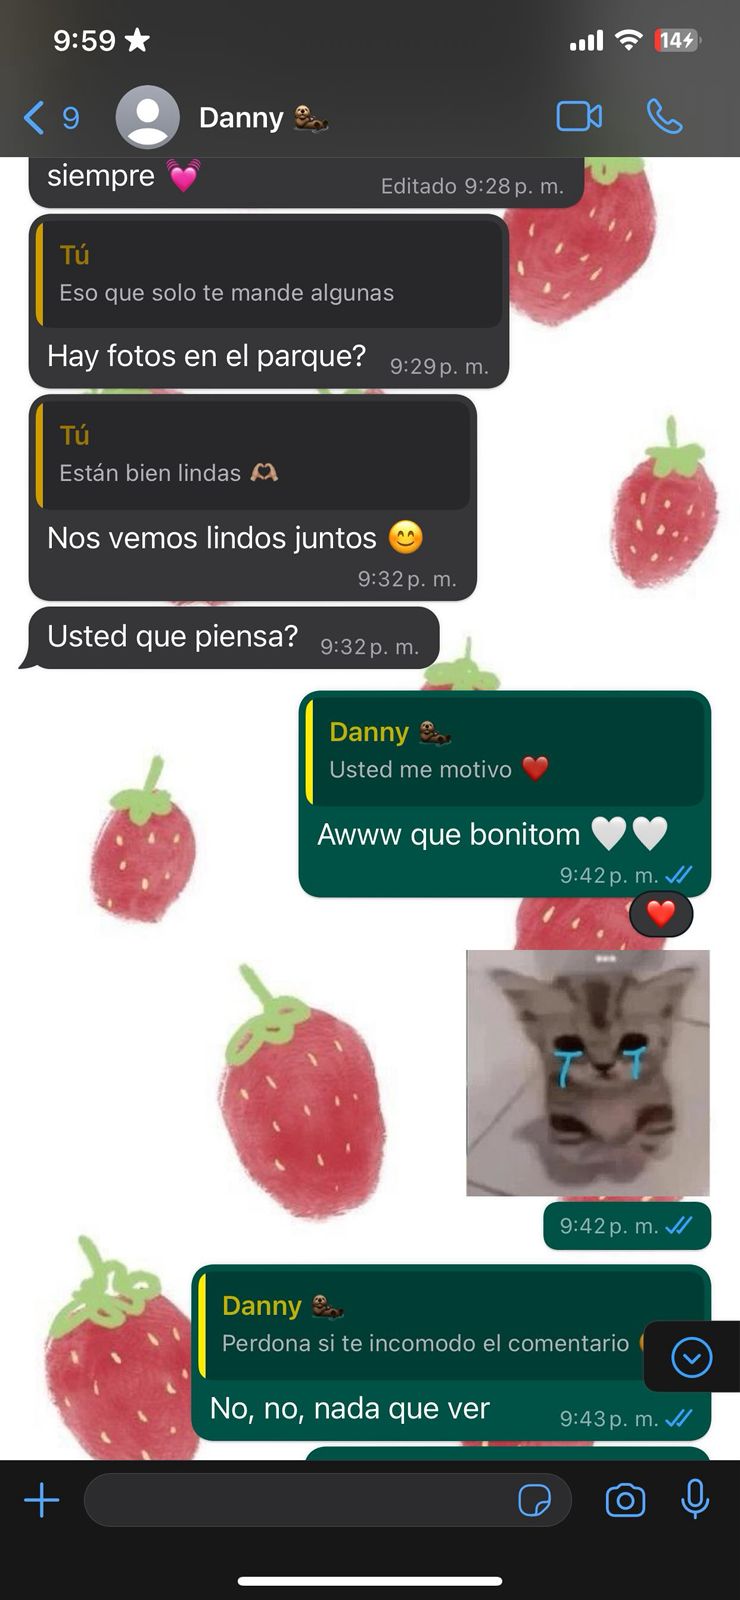 9:59
14
9
Danny
siempre 💓
Editado 9:28 p. m.
Tú
Eso que solo te mande algunas
Hay fotos en el parque?
9:29 p. m.
Tú
Están bien lindas 🫶🏽
Nos vemos lindos juntos 😊
9:32 p. m.
Usted que piensa?
9:32 p. m.
Danny 🦦
Usted me motivo ❤️
Awww que bonitom 🤍🤍
9:42 p. m.
❤️
9:42 p. m.
Danny 🦦
Perdona si te incomodo el comentario
No, no, nada que ver
9:43 p. m.